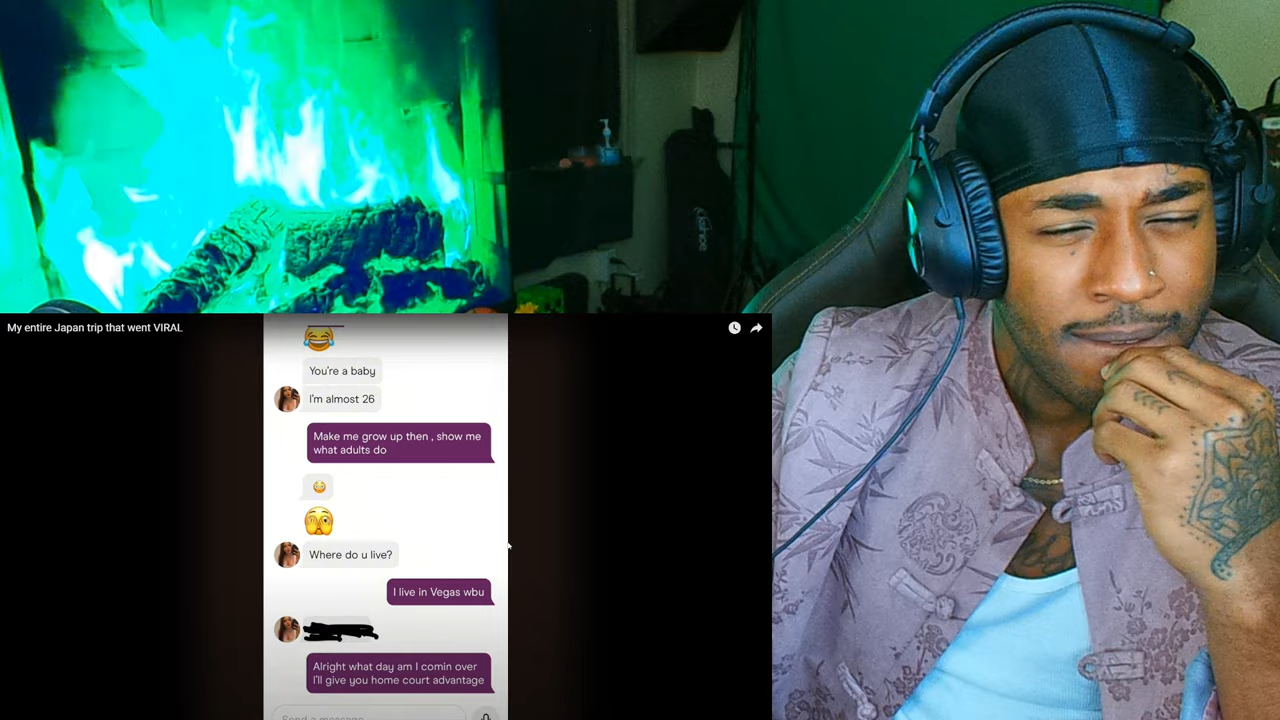 My entire Japan trip that went VIRAL
You're a baby
I'm almost 26
Make me grow up then , show me
what adults do
Where do u live?
I live in Vegas wbu
Alright what day am I comin over
I'll give you home court advantage
Send a message